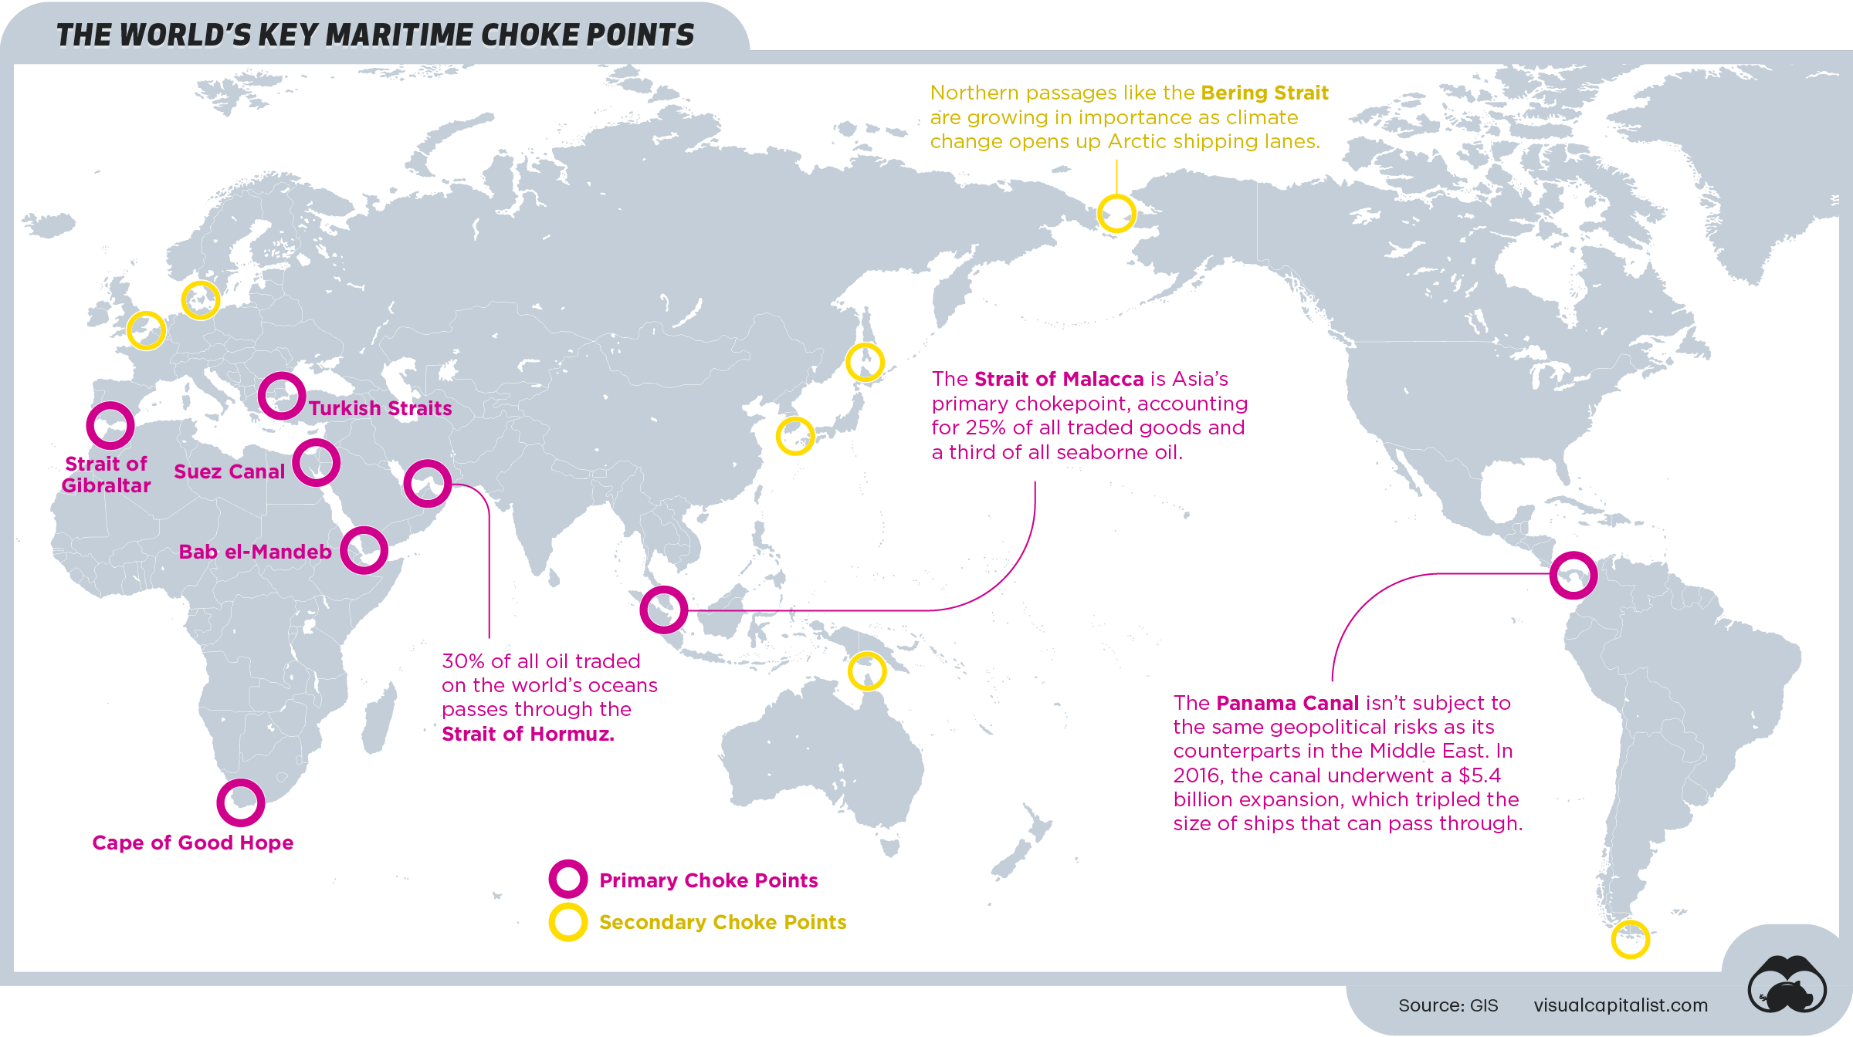 THE WORLD'S KEY MARITIME CHOKE POINTS
Northern passages like the Bering Strait
are growing in importance as climate
change opens up Arctic shipping lanes.
The Strait of Malacca is Asia's
primary chokepoint, accounting
for 25% of all traded goods and
a third of all seaborne oil.
Turkish Straits
Strait of
Gibraltar
Suez Canal
Bab el-Mandeb
30% of all oil traded
on the world's oceans
passes through the
Strait of Hormuz.
The Panama Canal isn't subject to
the same geopolitical risks as its
counterparts in the Middle East. In
2016, the canal underwent a $5.4
billion expansion, which tripled the
size of ships that can pass through.
Cape of Good Hope
Primary Choke Points
Secondary Choke Points
Source: GIS
visualcapitalist.com